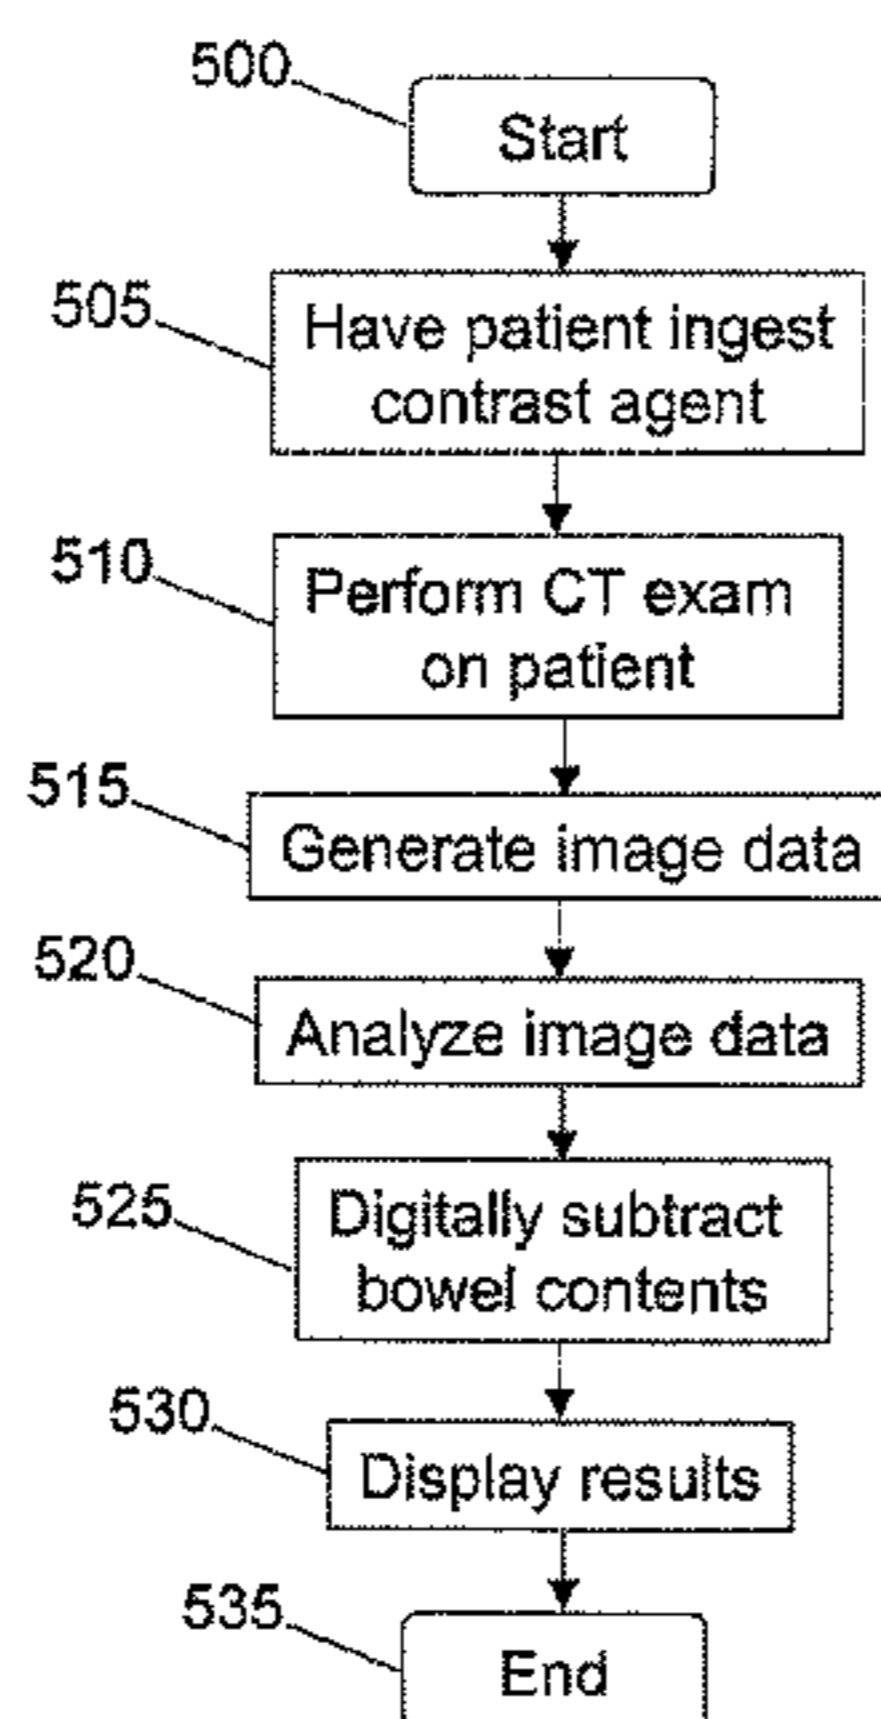 500
Start
505
Have patient ingest
contrast agent
510
Perform CT exam
on patient
515
Generate image data
520
Analyze image data
525
Digitally subtract
bowel contents
530
Display results
535
End